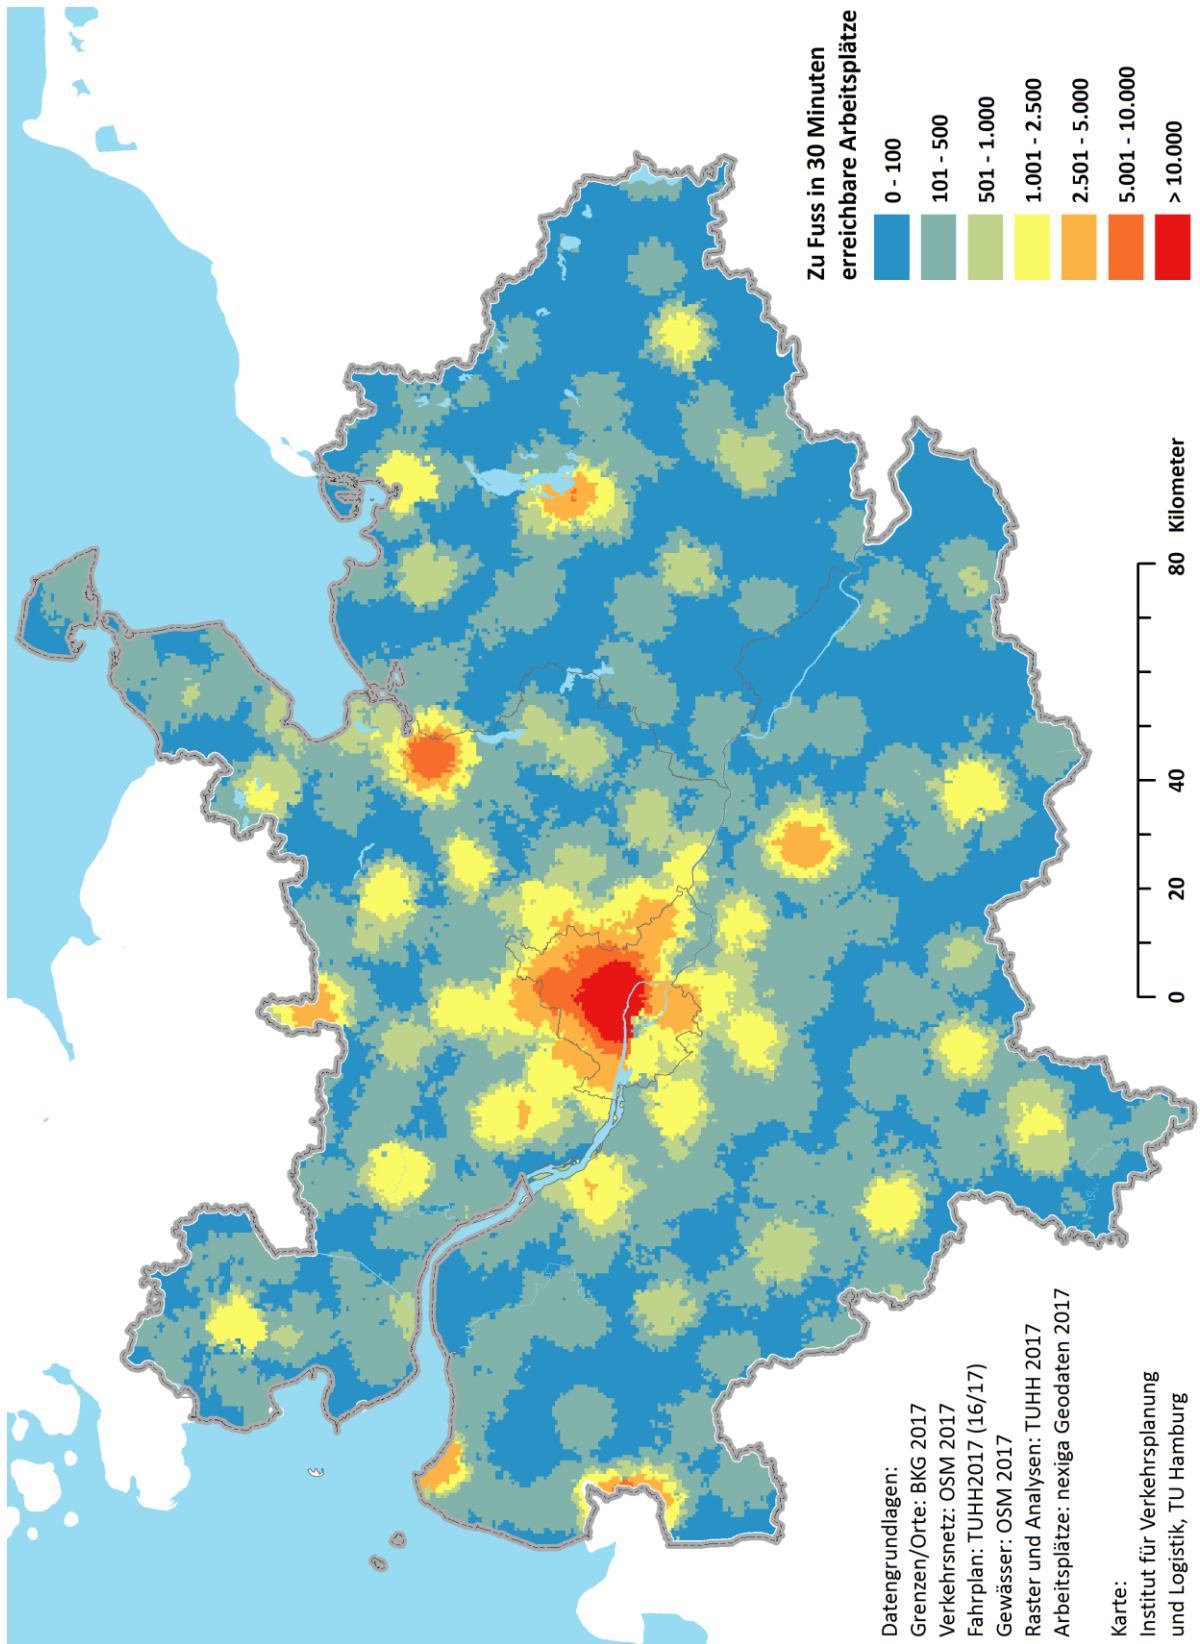 Zu Fuss in 30 Minuten
erreichbare Arbeitsplätze
0 - 100
101 - 500
501 - 1.000
1.001 - 2.500
2.501 - 5.000
5.001 - 10.000
> 10.000
0 20 40 80 Kilometer
Datengrundlagen:
Grenzen/Orte: BKG 2017
Verkehrsnetz: OSM 2017
Fahrplan: TUHH2017 (16/17)
Gewässer: OSM 2017
Raster und Analysen: TUHH 2017
Arbeitsplätze: nexiga Geodaten 2017
Karte:
Institut für Verkehrsplanung
und Logistik, TU Hamburg